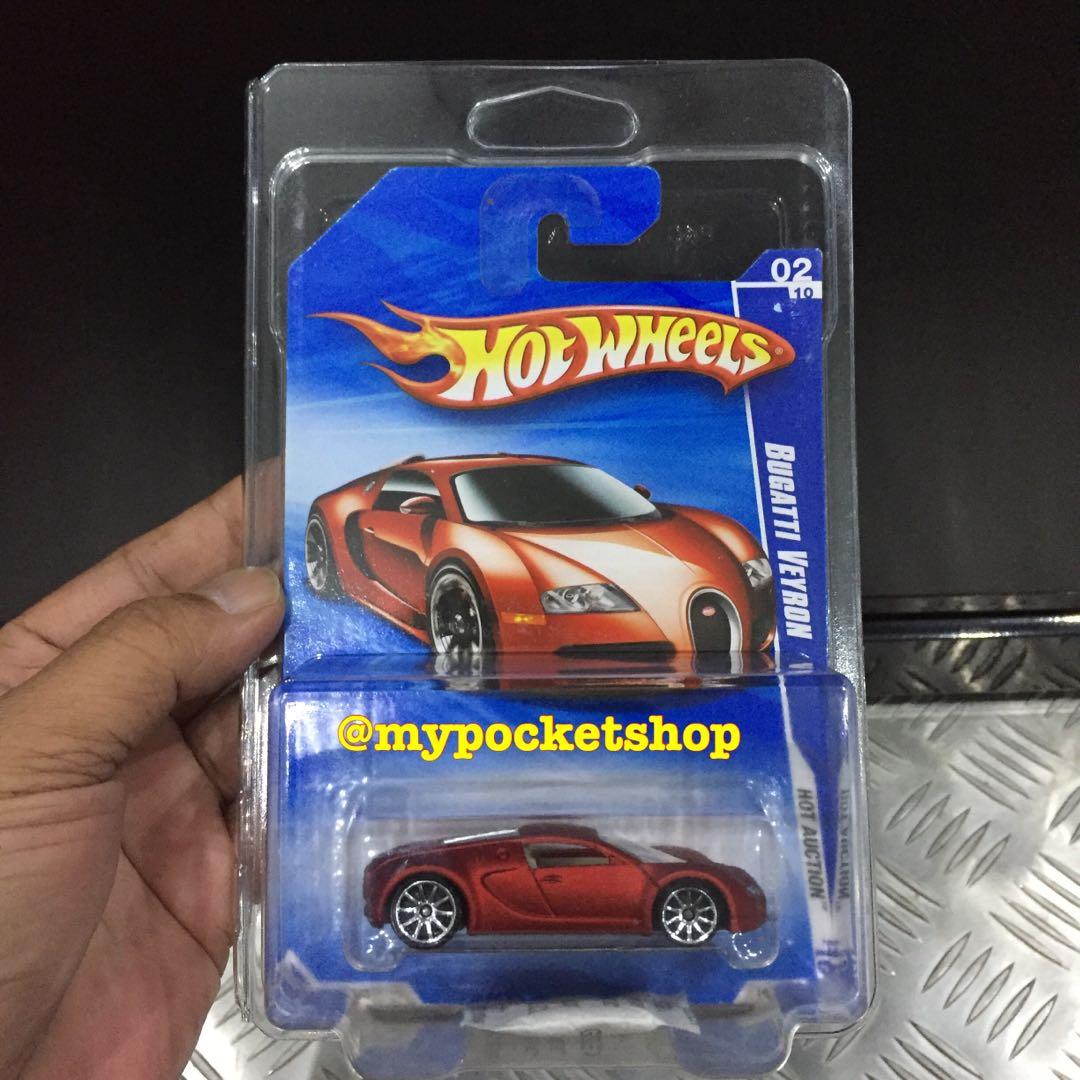 02
10
HOT WHEELS
®
BUGATTI VEYRON
@mypocketshop
HOT AUCTION